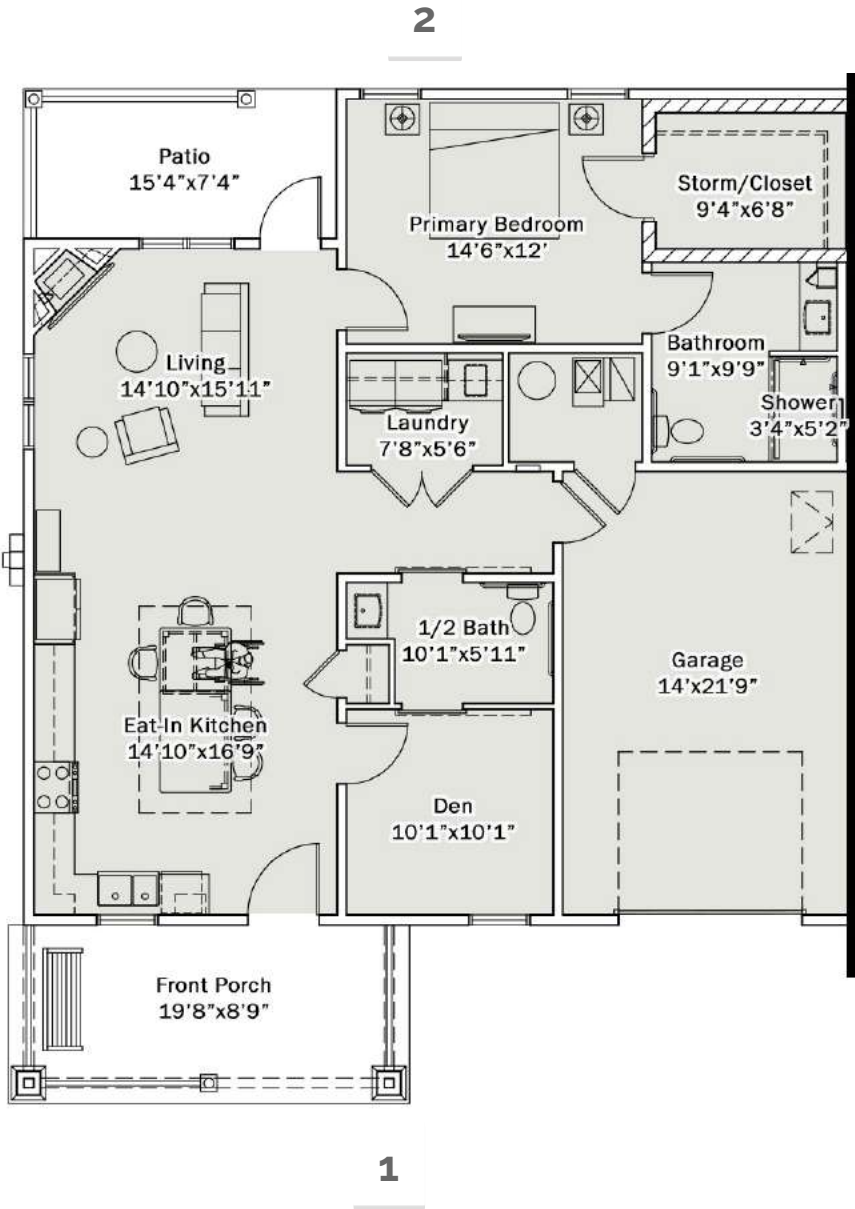 2
Patio
15'4"x7'4"
Storm/Closet
9'4"x6'8"
Primary Bedroom
14'6"x12'
Bathroom
9'1"x9'9"
Living
14'10"x15'11"
Shower
3'4"x5'2"
Laundry
7'8"x5'6"
1/2 Bath
10'1"x5'11"
Garage
14'x21'9"
Eat-In Kitchen
14'10"x16'9"
Den
10'1"x10'1"
Front Porch
19'8"x8'9"
1